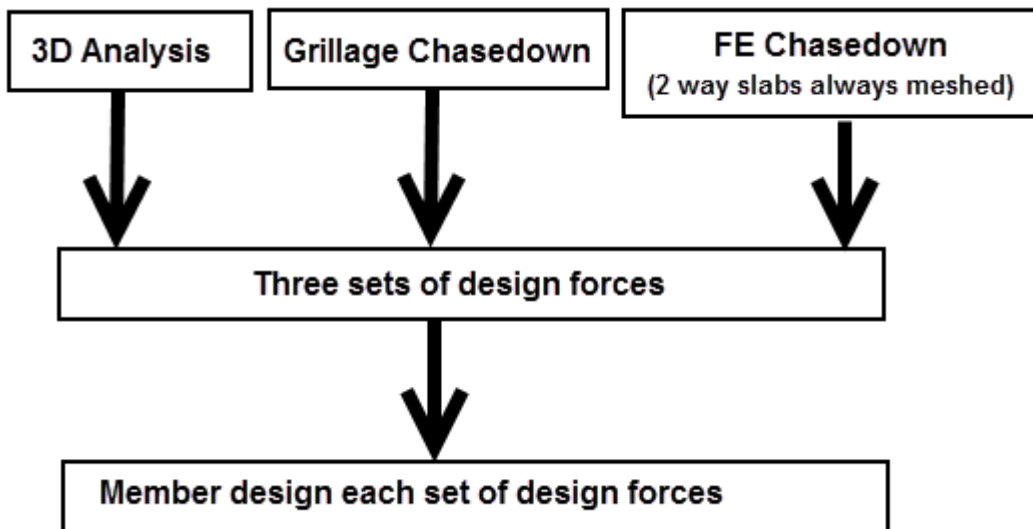 3D Analysis
Grillage Chasedown
FE Chasedown
(2 way slabs always meshed)
Three sets of design forces
Member design each set of design forces